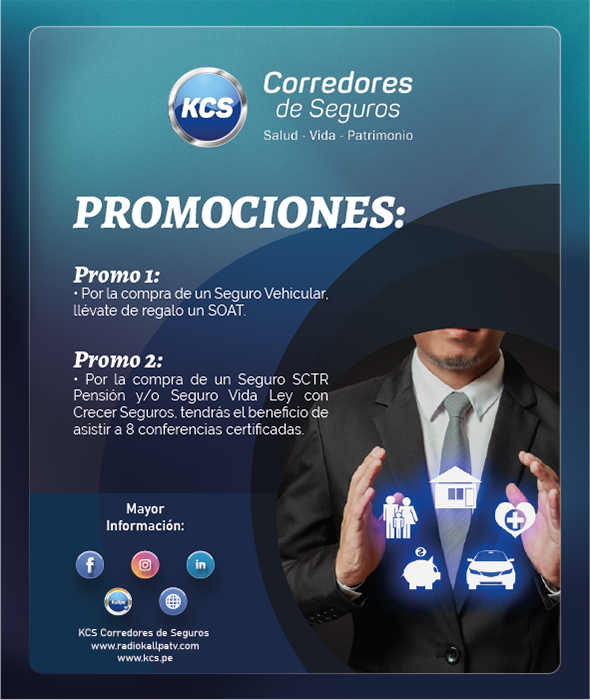 KCS
Corredores
de Seguros
Salud - Vida - Patrimonio
PROMOCIONES:
Promo 1:
• Por la compra de un Seguro Vehicular,
llévate de regalo un SOAT.
Promo 2:
• Por la compra de un Seguro SCTR
Pensión y/o Seguro Vida Ley con
Crecer Seguros, tendrás el beneficio de
asistir a 8 conferencias certificadas.
Mayor
Información:
f
in
Kallpa
KCS Corredores de Seguros
www.radiokallpatv.com
www.kcs.pe